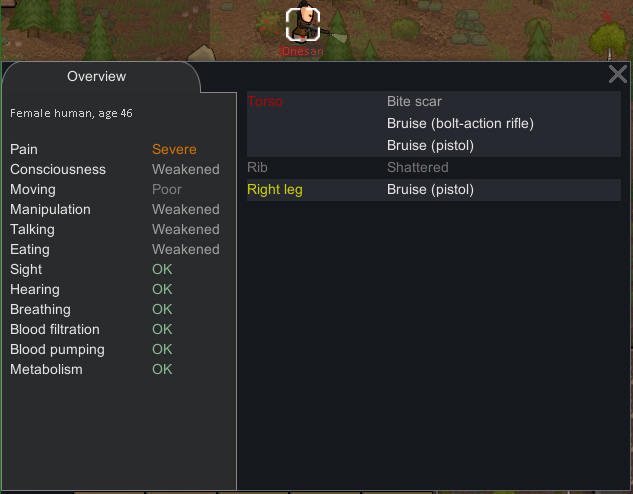 Onesan
Overview
Female human, age 46
Pain Severe
Consciousness Weakened
Moving Poor
Manipulation Weakened
Talking Weakened
Eating Weakened
Sight OK
Hearing OK
Breathing OK
Blood filtration OK
Blood pumping OK
Metabolism OK
Torso Bite scar
Bruise (bolt-action rifle)
Bruise (pistol)
Rib Shattered
Right leg Bruise (pistol)